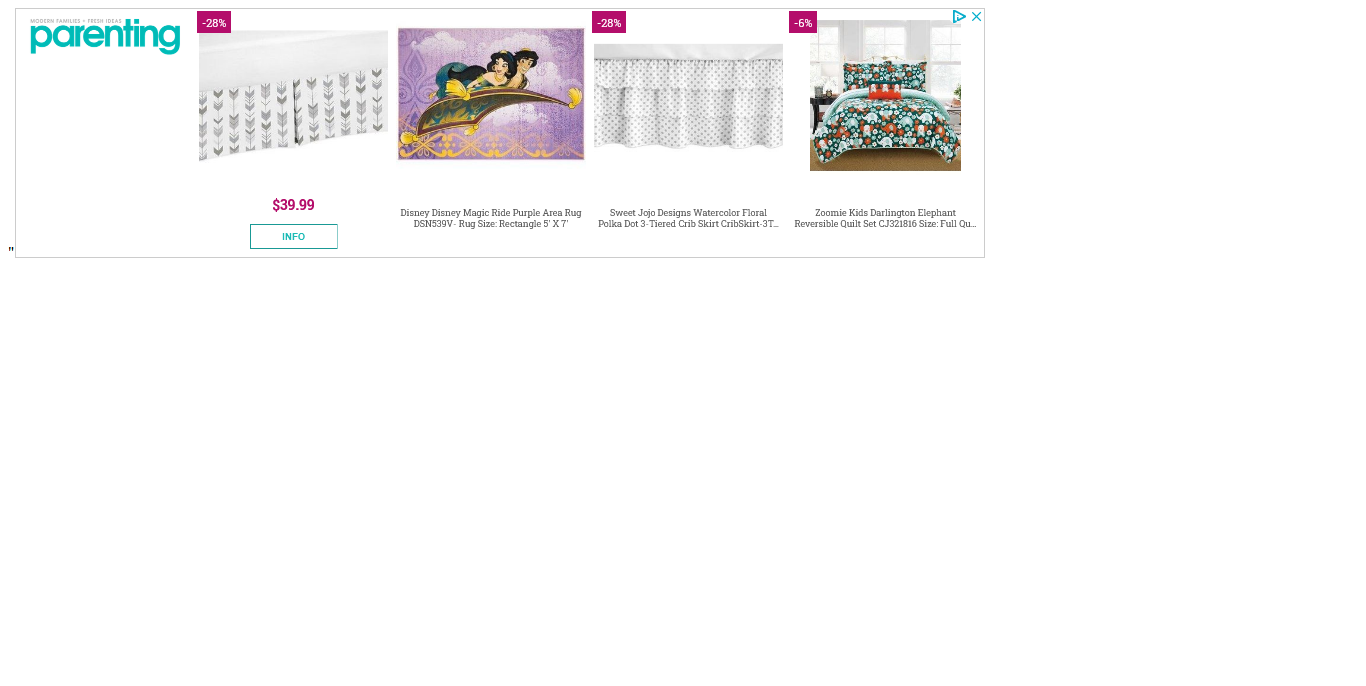 MODERN FAMILIES • FRESH IDEAS
parenting
-28%
$39.99
INFO
Disney Disney Magic Ride Purple Area Rug
DSN539V- Rug Size: Rectangle 5' X 7'
-28%
Sweet Jojo Designs Watercolor Floral
Polka Dot 3-Tiered Crib Skirt CribSkirt-3T...
-6%
Zoomie Kids Darlington Elephant
Reversible Quilt Set CJ321816 Size: Full Qu...
"